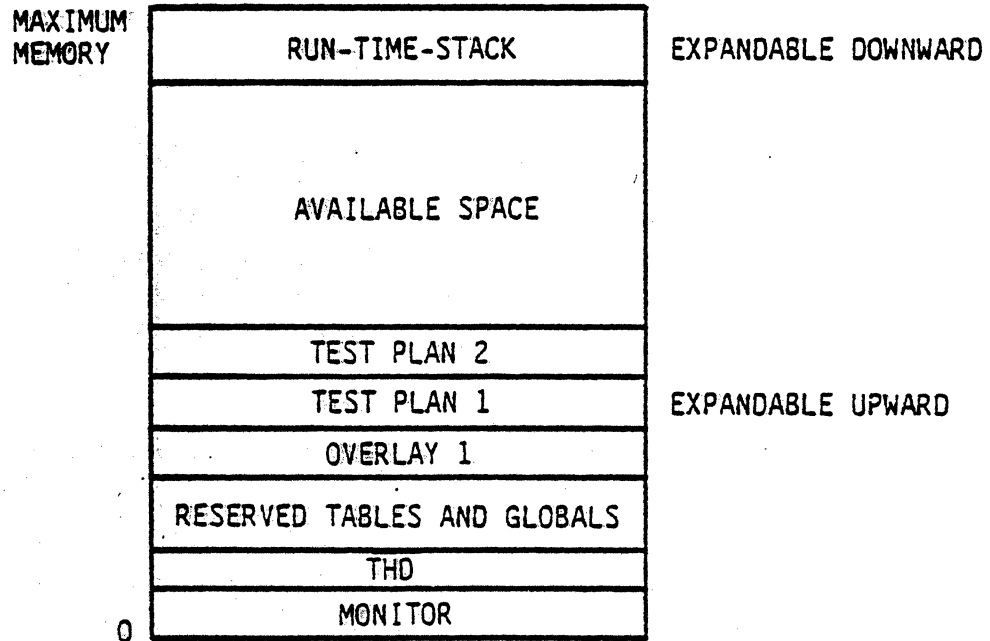 MAXIMUM
MEMORY
RUN-TIME-STACK
EXPANDABLE DOWNWARD
AVAILABLE SPACE
TEST PLAN 2
TEST PLAN 1
EXPANDABLE UPWARD
OVERLAY 1
RESERVED TABLES AND GLOBALS
THD
MONITOR
0